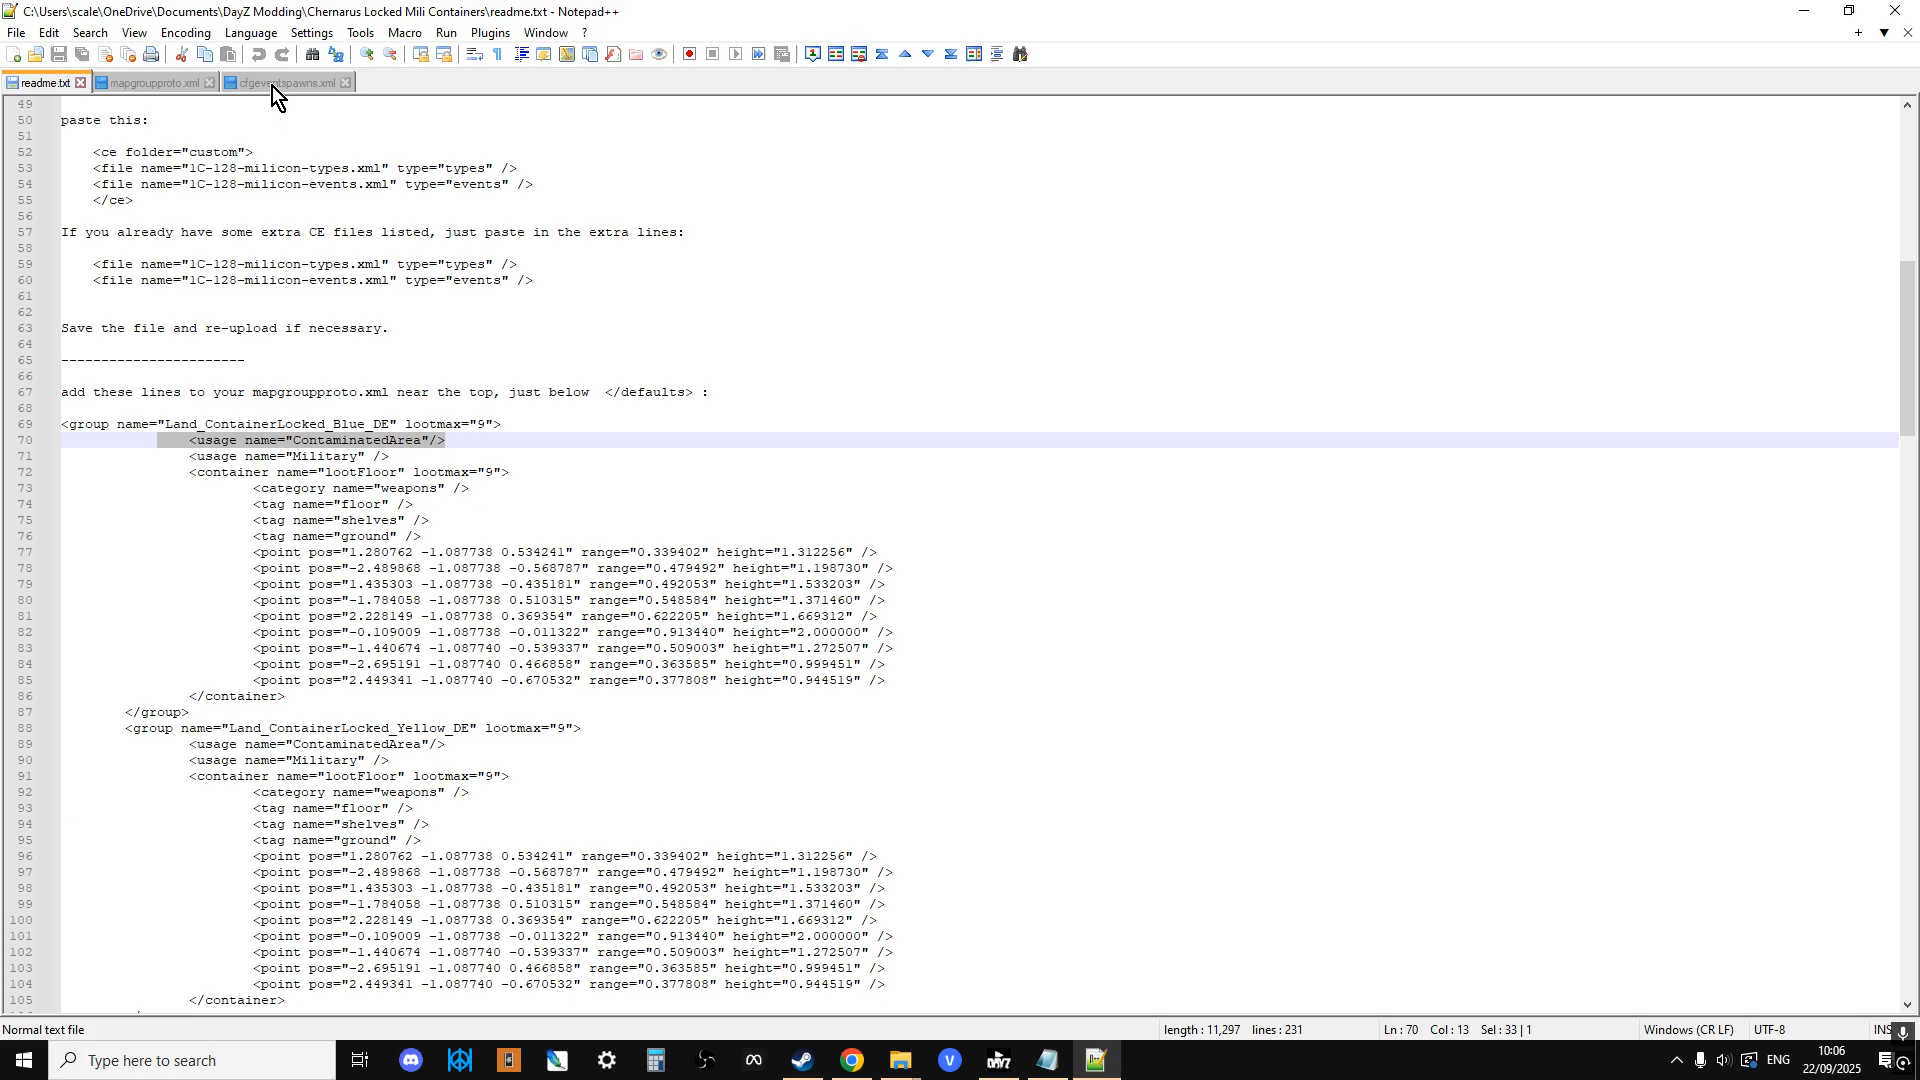 C:\Users\scale\OneDrive\Documents\DayZ Modding\Chernarus Locked Mili Containers\readme.txt - Notepad++
File Edit Search View Encoding Language Settings Tools Macro Run Plugins Window ?
readme.txt mapgroupproto.xml cfgeventspawns.xml
49
50 paste this:
51
52 <ce folder="custom">
53 <file name="1C-128-milicon-types.xml" type="types" />
54 <file name="1C-128-milicon-events.xml" type="events" />
55 </ce>
56
57 If you already have some extra CE files listed, just paste in the extra lines:
58
59 <file name="1C-128-milicon-types.xml" type="types" />
60 <file name="1C-128-milicon-events.xml" type="events" />
61
62
63 Save the file and re-upload if necessary.
64
65 -----------------------
66
67 add these lines to your mapgroupproto.xml near the top, just below  </defaults> :
68
69 <group name="Land_ContainerLocked_Blue_DE" lootmax="9">
70 <usage name="ContaminatedArea"/>
71 <usage name="Military" />
72 <container name="lootFloor" lootmax="9">
73 <category name="weapons" />
74 <tag name="floor" />
75 <tag name="shelves" />
76 <tag name="ground" />
77 <point pos="1.280762 -1.087738 0.534241" range="0.339402" height="1.312256" />
78 <point pos="-2.489868 -1.087738 -0.568787" range="0.479492" height="1.198730" />
79 <point pos="1.435303 -1.087738 -0.435181" range="0.492053" height="1.533203" />
80 <point pos="-1.784058 -1.087738 0.510315" range="0.548584" height="1.371460" />
81 <point pos="2.228149 -1.087738 0.369354" range="0.622205" height="1.669312" />
82 <point pos="-0.109009 -1.087738 -0.011322" range="0.913440" height="2.000000" />
83 <point pos="-1.440674 -1.087740 -0.539337" range="0.509003" height="1.272507" />
84 <point pos="-2.695191 -1.087740 0.466858" range="0.363585" height="0.999451" />
85 <point pos="2.449341 -1.087740 -0.670532" range="0.377808" height="0.944519" />
86 </container>
87 </group>
88 <group name="Land_ContainerLocked_Yellow_DE" lootmax="9">
89 <usage name="ContaminatedArea"/>
90 <usage name="Military" />
91 <container name="lootFloor" lootmax="9">
92 <category name="weapons" />
93 <tag name="floor" />
94 <tag name="shelves" />
95 <tag name="ground" />
96 <point pos="1.280762 -1.087738 0.534241" range="0.339402" height="1.312256" />
97 <point pos="-2.489868 -1.087738 -0.568787" range="0.479492" height="1.198730" />
98 <point pos="1.435303 -1.087738 -0.435181" range="0.492053" height="1.533203" />
99 <point pos="-1.784058 -1.087738 0.510315" range="0.548584" height="1.371460" />
100 <point pos="2.228149 -1.087738 0.369354" range="0.622205" height="1.669312" />
101 <point pos="-0.109009 -1.087738 -0.011322" range="0.913440" height="2.000000" />
102 <point pos="-1.440674 -1.087740 -0.539337" range="0.509003" height="1.272507" />
103 <point pos="-2.695191 -1.087740 0.466858" range="0.363585" height="0.999451" />
104 <point pos="2.449341 -1.087740 -0.670532" range="0.377808" height="0.944519" />
105 </container>
Normal text file length : 11,297 lines : 231 Ln : 70 Col : 13 Sel : 33 | 1 Windows (CR LF) UTF-8 INS
Type here to search ENG 10:06
22/09/2025